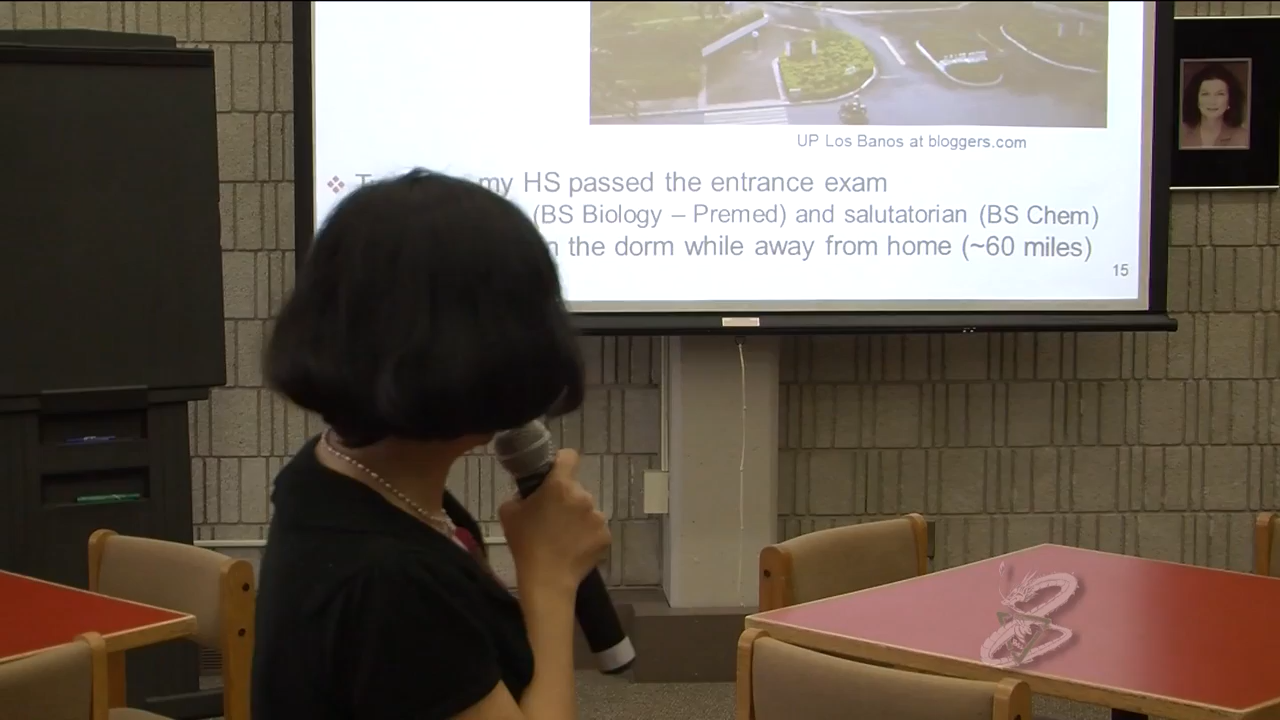 UP Los Banos at bloggers.com
my HS passed the entrance exam
(BS Biology – Premed) and salutatorian (BS Chem)
the dorm while away from home (~60 miles)
15